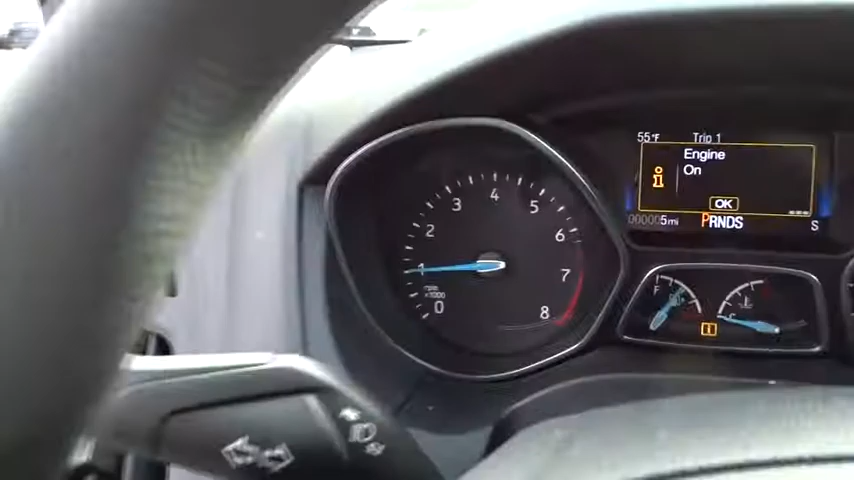 55°F Trip 1
Engine
On
i
OK
000005mi
PRNDS
S
0 1 2 3 4 5 6 7 8
x1000
F
C
i